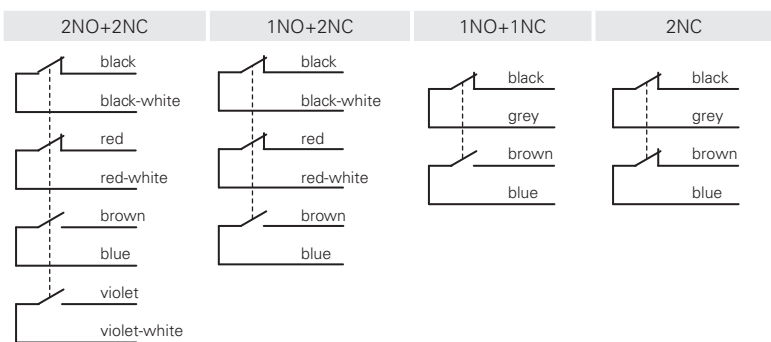 2NO+2NC
black
black-white
red
red-white
brown
blue
violet
violet-white
1NO+2NC
black
black-white
red
red-white
brown
blue
1NO+1NC
black
grey
brown
blue
2NC
black
grey
brown
blue